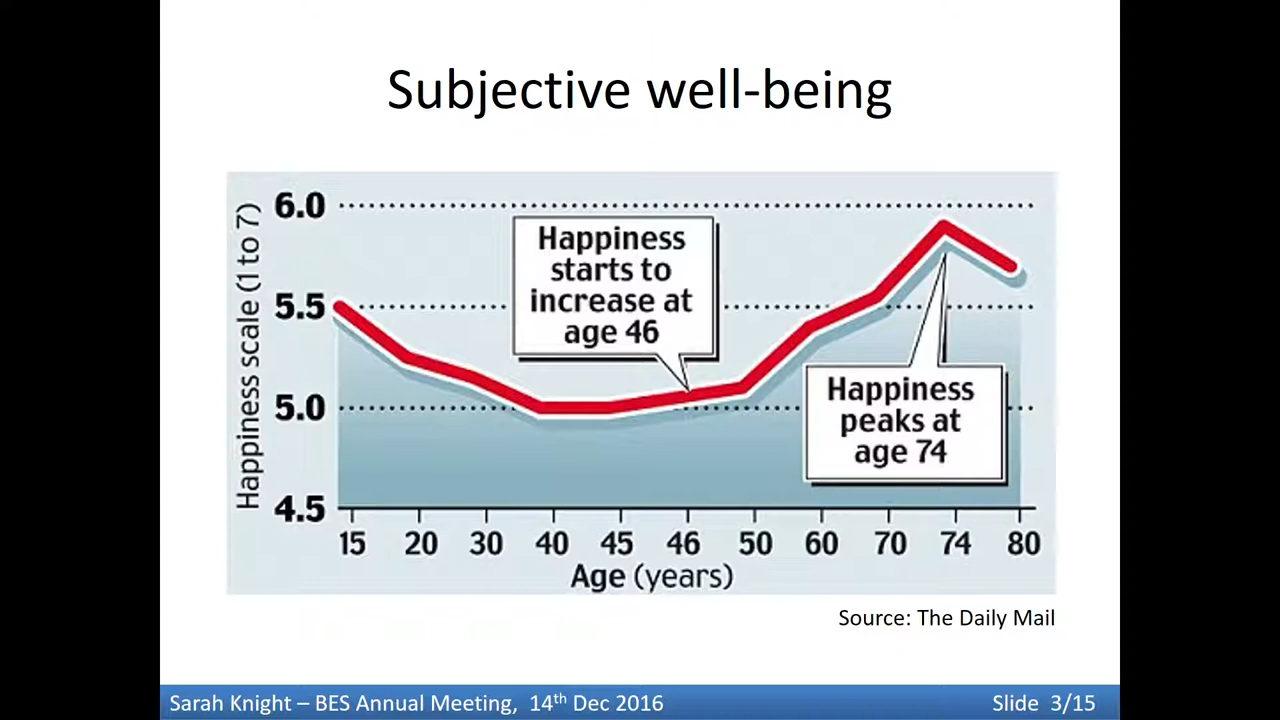 Subjective well-being
Happiness scale (1 to 7)
6.0
5.5
5.0
4.5
Happiness
starts to
increase at
age 46
Happiness
peaks at
age 74
15 20 30 40 45 46 50 60 70 74 80
Age (years)
Source: The Daily Mail
Sarah Knight – BES Annual Meeting, 14th Dec 2016
Slide 3/15